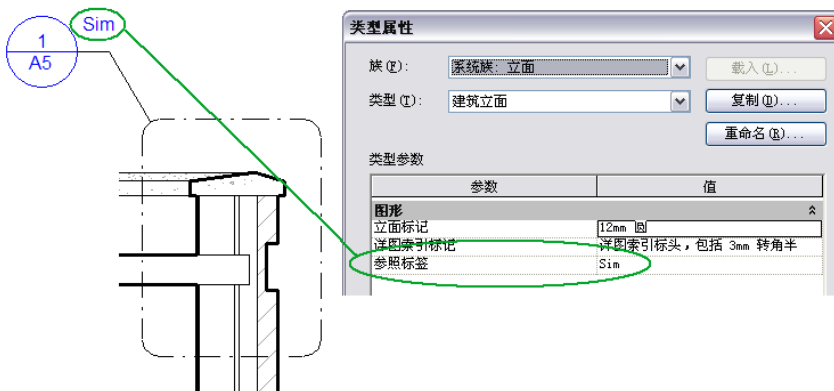 Sim
1
A5
类型属性
族(F):
系统族: 立面
载入(L)...
类型(T):
建筑立面
复制(D)...
重命名(R)...
类型参数
参数
值
图形
立面标记
12mm 圆
详图索引标记
详图索引标头,包括 3mm 转角半
参照标签
Sim